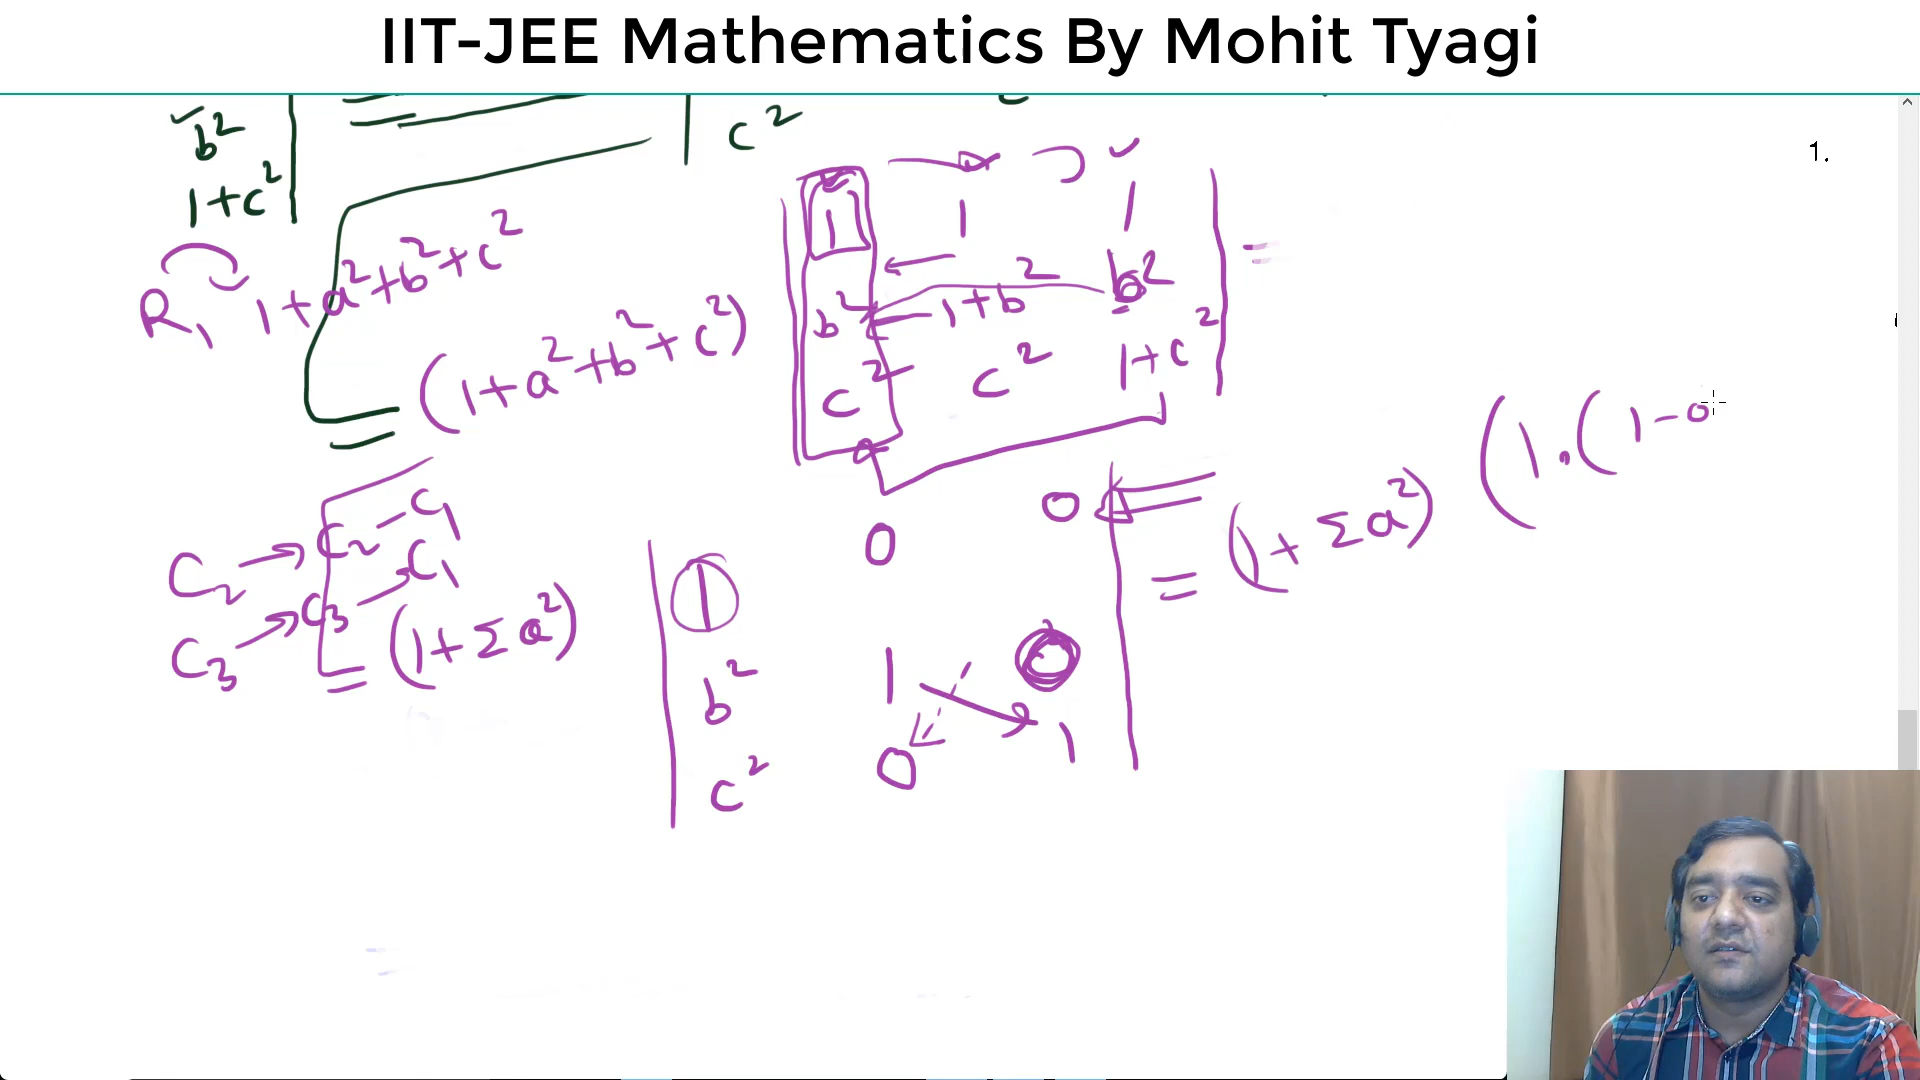 IIT-JEE Mathematics By Mohit Tyagi
b²
1+c²
c²
1.
R₁ 1+a²+b²+c²
= (1+a²+b²+c²)
1 1 1
b² 1+b² b²
c² c² 1+c²
=
C₂ → C₂-C₁
C₃ → C₃-C₁
= (1+Σa²)
1 0 0
b² 1 0
c² 0 1
= (1+Σa²) (1.(1-0